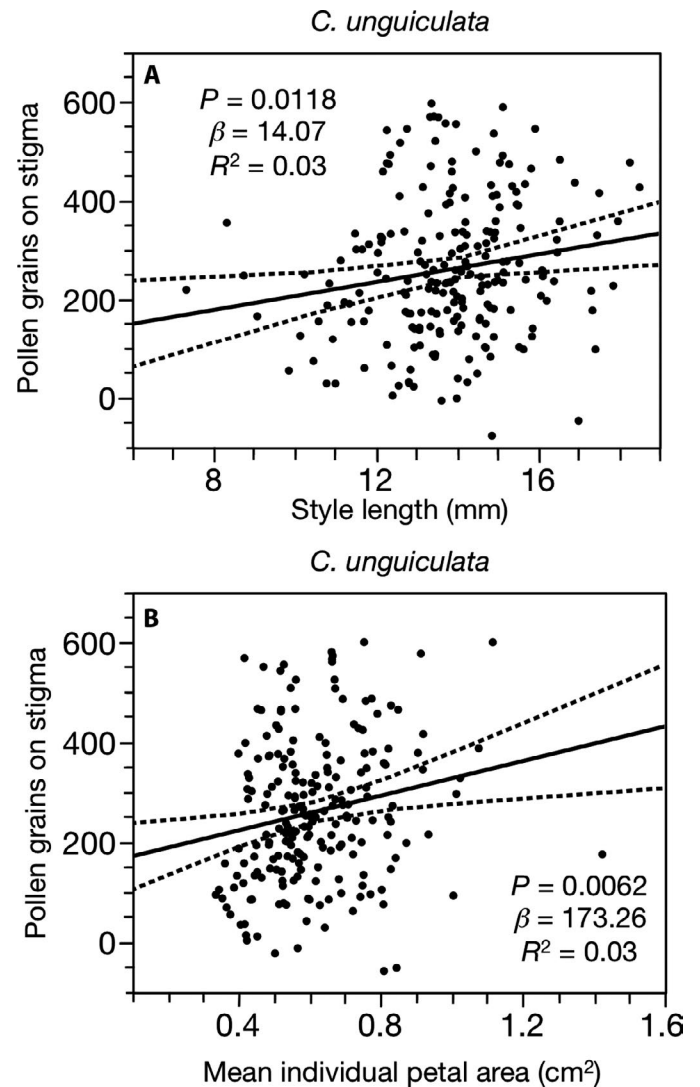 C. unguiculata
A
P = 0.0118
β = 14.07
R² = 0.03
600
400
200
0
Pollen grains on stigma
8 12 16
Style length (mm)
C. unguiculata
B
600
400
200
0
Pollen grains on stigma
P = 0.0062
β = 173.26
R² = 0.03
0.4 0.8 1.2 1.6
Mean individual petal area (cm²)